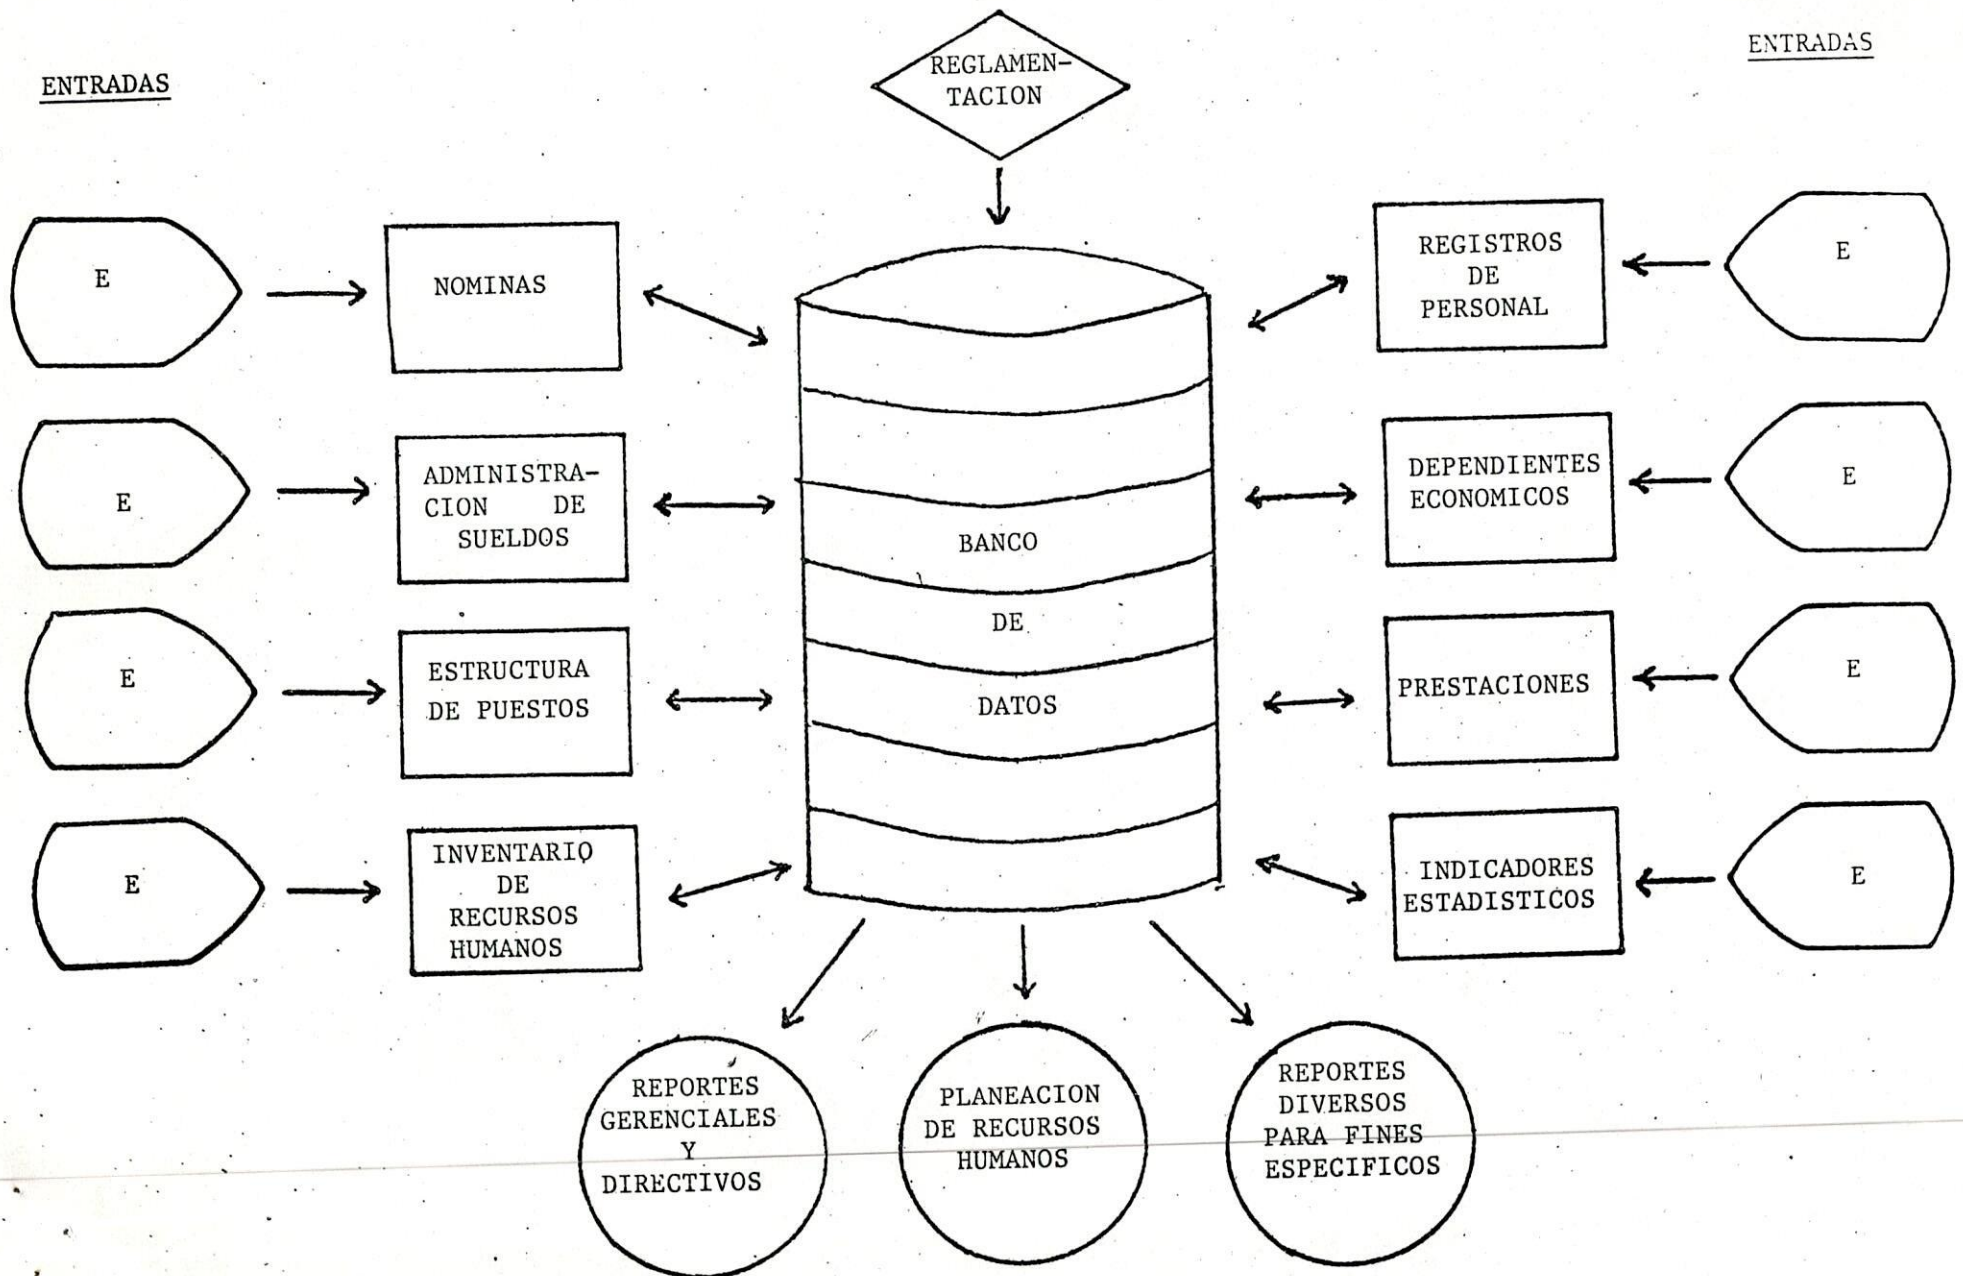 ENTRADAS
REGLAMEN-
TACION
ENTRADAS
E
NOMINAS
REGISTROS
DE
PERSONAL
E
E
ADMINISTRA-
CION DE
SUELDOS
DEPENDIENTES
ECONOMICOS
E
E
ESTRUCTURA
DE PUESTOS
PRESTACIONES
E
E
INVENTARIO
DE
RECURSOS
HUMANOS
INDICADORES
ESTADISTICOS
E
BANCO
DE
DATOS
REPORTES
GERENCIALES
Y
DIRECTIVOS
PLANEACION
DE RECURSOS
HUMANOS
REPORTES
DIVERSOS
PARA FINES
ESPECIFICOS